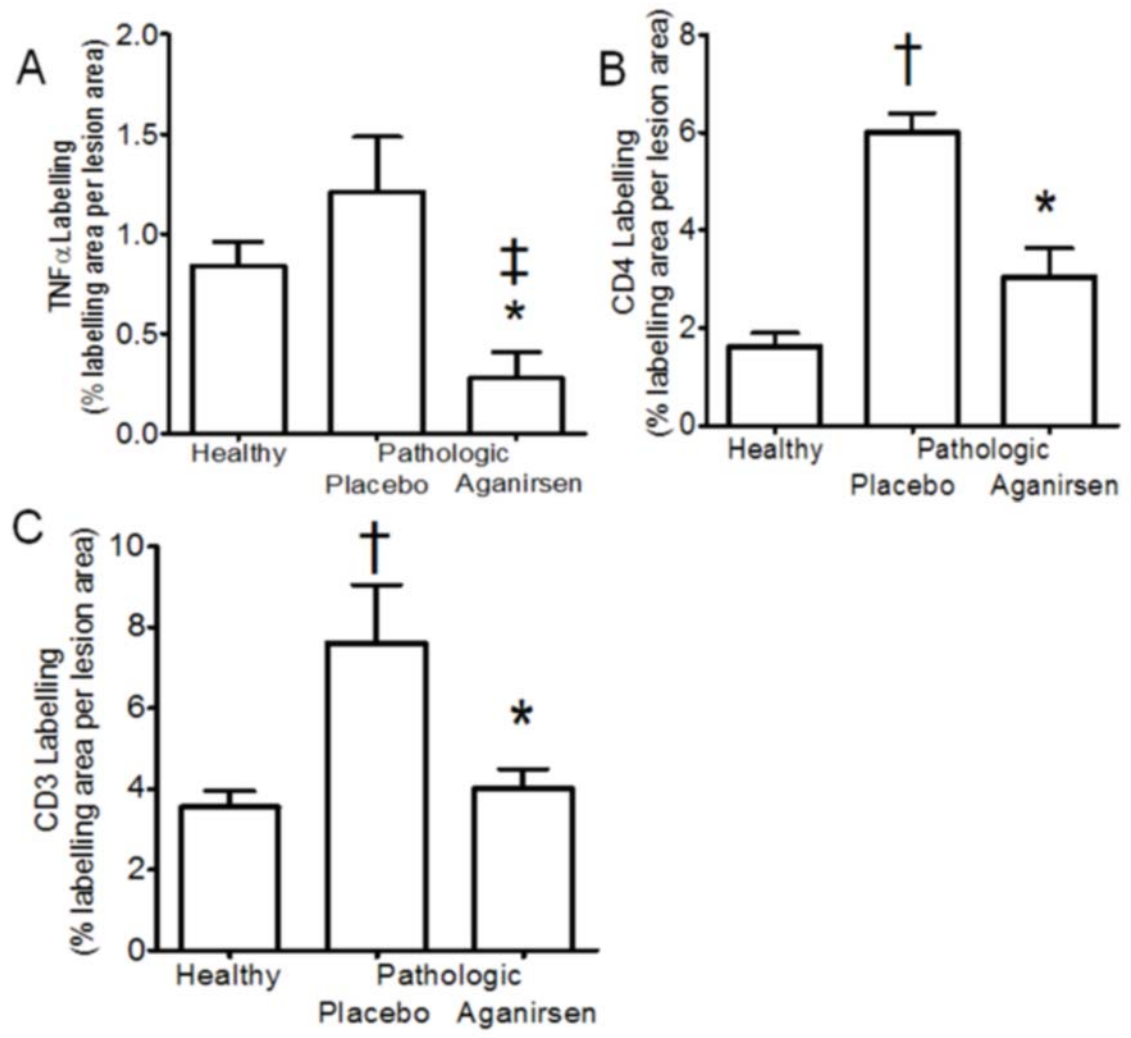 A
TNFα Labelling
(% labelling area per lesion area)
2.0
1.5
1.0
0.5
0.0
‡
*
Healthy
Pathologic
Placebo
Aganirsen
B
CD4 Labelling
(% labelling area per lesion area)
8
6
4
2
0
†
*
Healthy
Pathologic
Placebo
Aganirsen
C
CD3 Labelling
(% labelling area per lesion area)
10
8
6
4
2
0
†
*
Healthy
Pathologic
Placebo
Aganirsen